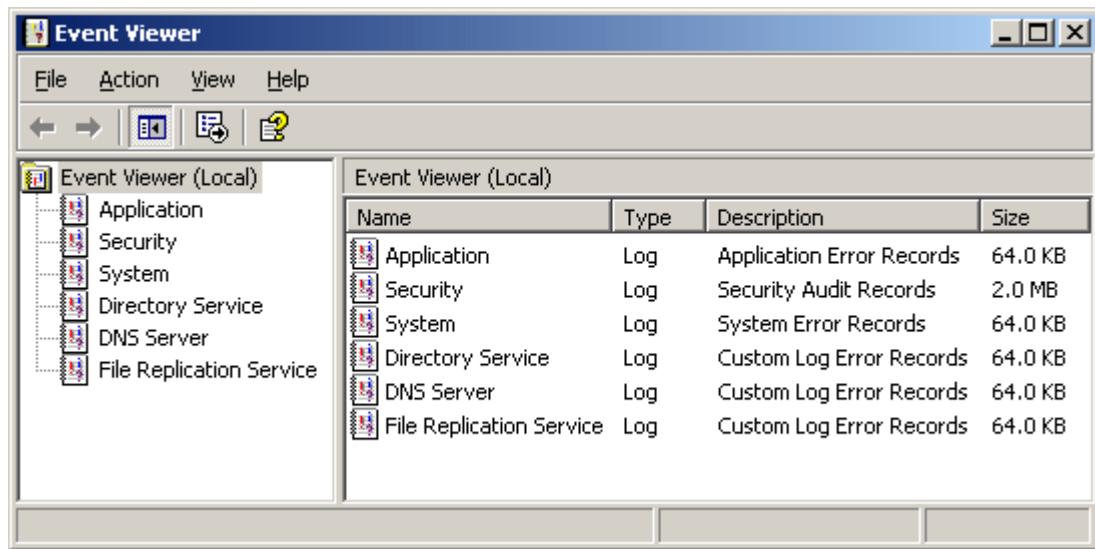 Event Viewer
File Action View Help
Event Viewer (Local)
Application
Security
System
Directory Service
DNS Server
File Replication Service
Event Viewer (Local)
Name Type Description Size
Application Log Application Error Records 64.0 KB
Security Log Security Audit Records 2.0 MB
System Log System Error Records 64.0 KB
Directory Service Log Custom Log Error Records 64.0 KB
DNS Server Log Custom Log Error Records 64.0 KB
File Replication Service Log Custom Log Error Records 64.0 KB